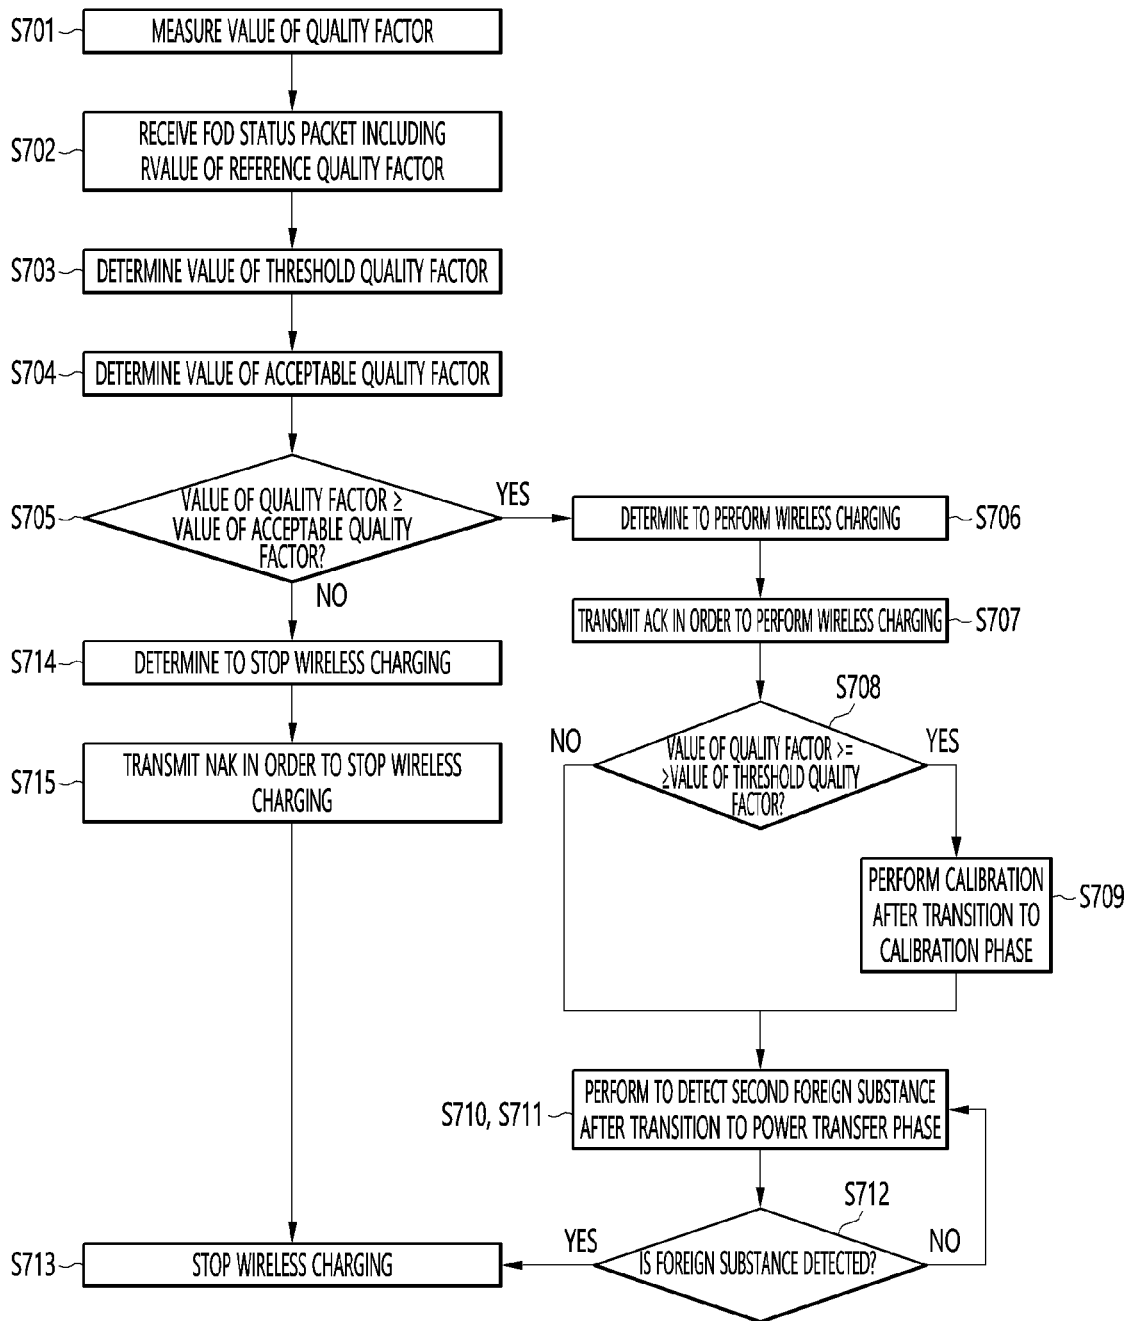 S701
MEASURE VALUE OF QUALITY FACTOR
S702
RECEIVE FOD STATUS PACKET INCLUDING
RVALUE OF REFERENCE QUALITY FACTOR
S703
DETERMINE VALUE OF THRESHOLD QUALITY FACTOR
S704
DETERMINE VALUE OF ACCEPTABLE QUALITY FACTOR
S705
VALUE OF QUALITY FACTOR ≥
VALUE OF ACCEPTABLE QUALITY
FACTOR?
YES
NO
DETERMINE TO PERFORM WIRELESS CHARGING
S706
TRANSMIT ACK IN ORDER TO PERFORM WIRELESS CHARGING
S707
S714
DETERMINE TO STOP WIRELESS CHARGING
S715
TRANSMIT NAK IN ORDER TO STOP WIRELESS
CHARGING
S708
NO
VALUE OF QUALITY FACTOR >=
≥VALUE OF THRESHOLD QUALITY
FACTOR?
YES
PERFORM CALIBRATION
AFTER TRANSITION TO
CALIBRATION PHASE
S709
S710, S711
PERFORM TO DETECT SECOND FOREIGN SUBSTANCE
AFTER TRANSITION TO POWER TRANSFER PHASE
S712
YES
IS FOREIGN SUBSTANCE DETECTED?
NO
S713
STOP WIRELESS CHARGING